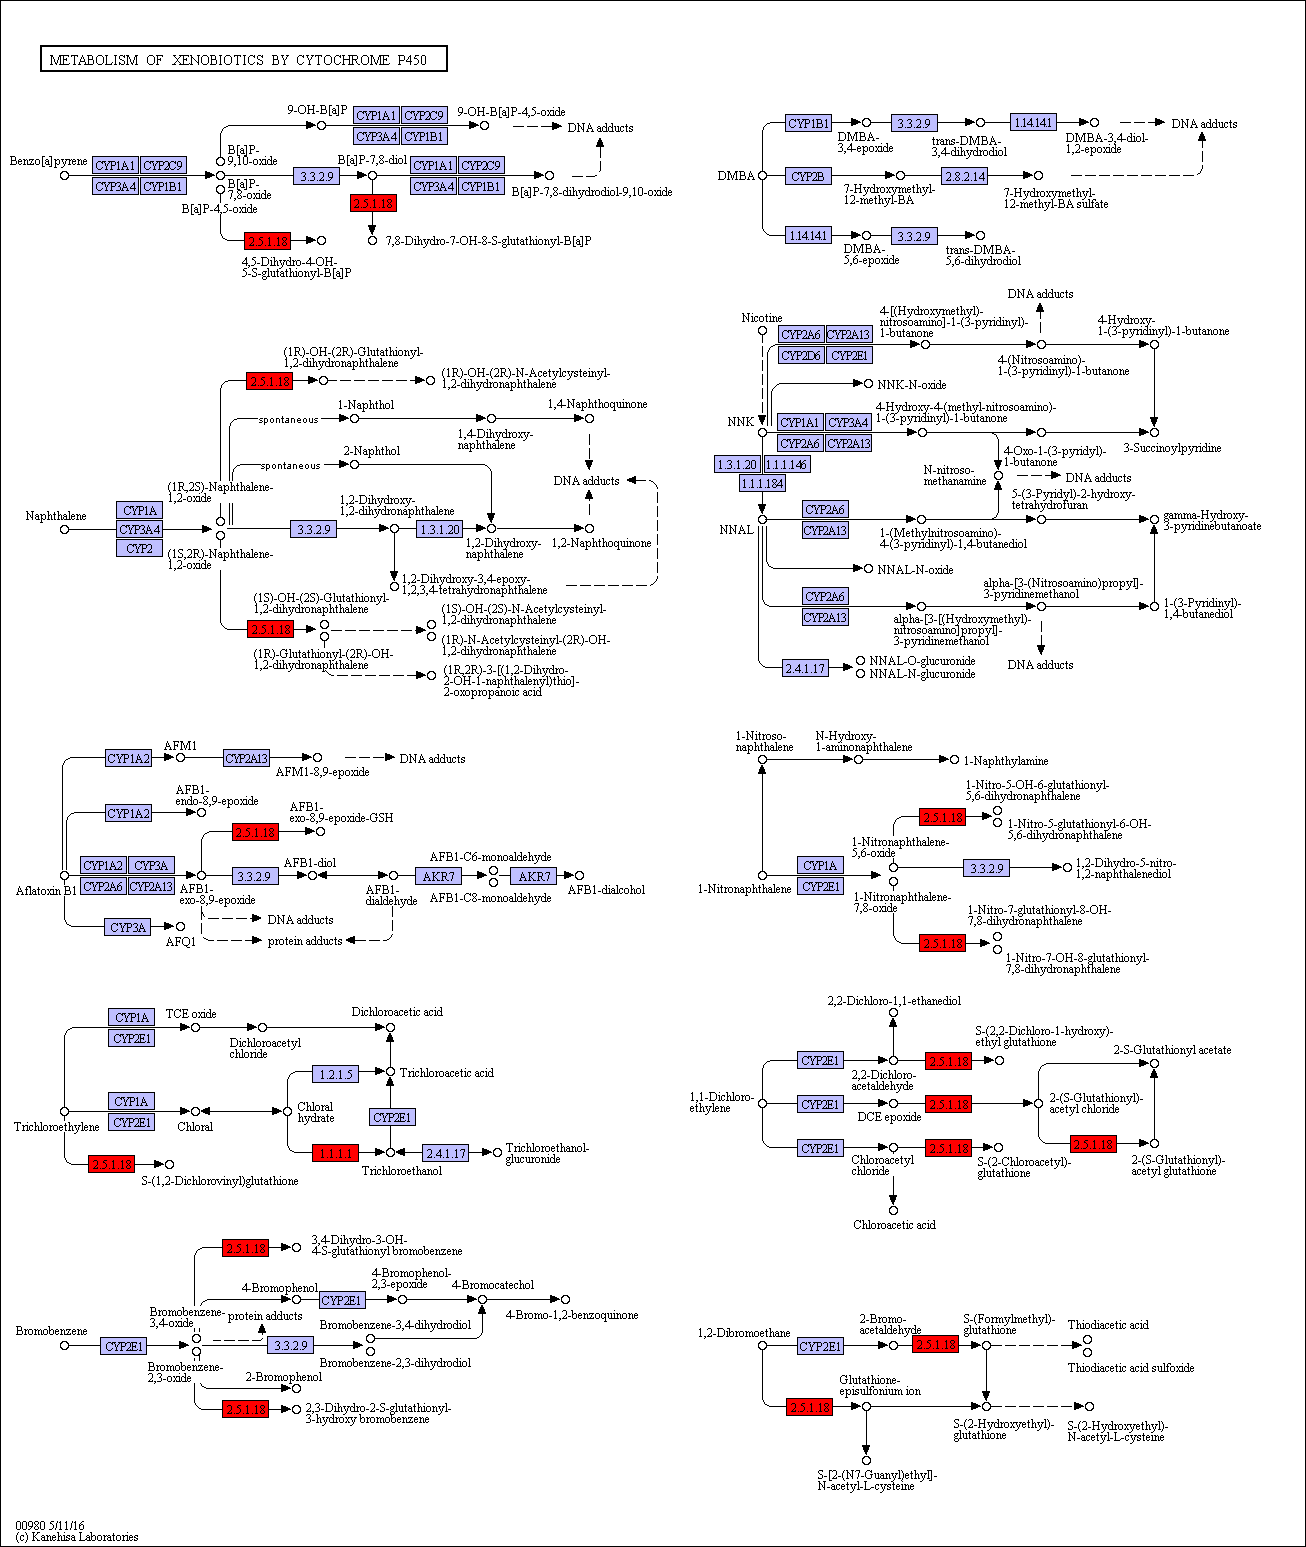 METABOLISM OF XENOBIOTICS BY CYTOCHROME P450
9-OH-B[a]P
CYP1A1
CYP2C9
CYP3A4
CYP1B1
9-OH-B[a]P-4,5-oxide
DNA adducts
Benzo[a]pyrene
CYP1A1
CYP2C9
CYP3A4
CYP1B1
B[a]P-
9,10-oxide
B[a]P-
7,8-oxide
B[a]P-4,5-oxide
3.3.2.9
B[a]P-7,8-diol
CYP1A1
CYP2C9
CYP3A4
CYP1B1
B[a]P-7,8-dihydrodiol-9,10-oxide
2.5.1.18
7,8-Dihydro-7-OH-8-S-glutathionyl-B[a]P
2.5.1.18
4,5-Dihydro-4-OH-
5-S-glutathionyl-B[a]P
DMBA
CYP1B1
DMBA-
3,4-epoxide
3.3.2.9
trans-DMBA-
3,4-dihydrodiol
1.14.14.1
DMBA-3,4-diol-
1,2-epoxide
DNA adducts
CYP2B
7-Hydroxymethyl-
12-methyl-BA
2.8.2.14
7-Hydroxymethyl-
12-methyl-BA sulfate
1.14.14.1
DMBA-
5,6-epoxide
3.3.2.9
trans-DMBA-
5,6-dihydrodiol
(1R)-OH-(2R)-Glutathionyl-
1,2-dihydronaphthalene
2.5.1.18
(1R)-OH-(2R)-N-Acetylcysteinyl-
1,2-dihydronaphthalene
spontaneous
1-Naphthol
1,4-Dihydroxy-
naphthalene
1,4-Naphthoquinone
spontaneous
2-Naphthol
DNA adducts
(1R,2S)-Naphthalene-
1,2-oxide
Naphthalene
CYP1A
CYP3A4
CYP2
(1S,2R)-Naphthalene-
1,2-oxide
3.3.2.9
1,2-Dihydroxy-
1,2-dihydronaphthalene
1.3.1.20
1,2-Dihydroxy-
naphthalene
1,2-Naphthoquinone
1,2-Dihydroxy-3,4-epoxy-
1,2,3,4-tetrahydronaphthalene
(1S)-OH-(2S)-Glutathionyl-
1,2-dihydronaphthalene
2.5.1.18
(1R)-Glutathionyl-(2R)-OH-
1,2-dihydronaphthalene
(1S)-OH-(2S)-N-Acetylcysteinyl-
1,2-dihydronaphthalene
(1R)-N-Acetylcysteinyl-(2R)-OH-
1,2-dihydronaphthalene
(1R,2R)-3-[(1,2-Dihydro-
2-OH-1-naphthalenyl)thio]-
2-oxopropanoic acid
Nicotine
CYP2A6
CYP2A13
CYP2D6
CYP2E1
4-[(Hydroxymethyl)-
nitrosoamino]-1-(3-pyridinyl)-
1-butanone
DNA adducts
4-(Nitrosoamino)-
1-(3-pyridinyl)-1-butanone
4-Hydroxy-
1-(3-pyridinyl)-1-butanone
NNK-N-oxide
NNK
CYP1A1
CYP3A4
CYP2A6
CYP2A13
4-Hydroxy-4-(methyl-nitrosoamino)-
1-(3-pyridinyl)-1-butanone
4-Oxo-1-(3-pyridyl)-
1-butanone
3-Succinoylpyridine
1.3.1.20
1.1.1.146
1.1.1.184
N-nitroso-
methanamine
DNA adducts
NNAL
CYP2A6
CYP2A13
1-(Methylnitrosoamino)-
4-(3-pyridinyl)-1,4-butanediol
5-(3-Pyridyl)-2-hydroxy-
tetrahydrofuran
gamma-Hydroxy-
3-pyridinebutanoate
NNAL-N-oxide
CYP2A6
CYP2A13
alpha-[3-[(Hydroxymethyl)-
nitrosoamino]propyl]-
3-pyridinemethanol
alpha-[3-(Nitrosoamino)propyl]-
3-pyridinemethanol
1-(3-Pyridinyl)-
1,4-butanediol
DNA adducts
2.4.1.17
NNAL-O-glucuronide
NNAL-N-glucuronide
CYP1A2
AFM1
CYP2A13
AFM1-8,9-epoxide
DNA adducts
CYP1A2
AFB1-
endo-8,9-epoxide
AFB1-
exo-8,9-epoxide-GSH
2.5.1.18
Aflatoxin B1
CYP1A2
CYP3A
CYP2A6
CYP2A13
AFB1-
exo-8,9-epoxide
3.3.2.9
AFB1-diol
AFB1-
dialdehyde
AKR7
AFB1-C6-monoaldehyde
AFB1-C8-monoaldehyde
AKR7
AFB1-dialcohol
DNA adducts
protein adducts
CYP3A
AFQ1
1-Nitroso-
naphthalene
N-Hydroxy-
1-aminonaphthalene
1-Naphthylamine
1-Nitronaphthalene-
5,6-oxide
2.5.1.18
1-Nitro-5-OH-6-glutathionyl-
5,6-dihydronaphthalene
1-Nitro-5-glutathionyl-6-OH-
5,6-dihydronaphthalene
1-Nitronaphthalene
CYP1A
CYP2E1
3.3.2.9
1,2-Dihydro-5-nitro-
1,2-naphthalenediol
1-Nitronaphthalene-
7,8-oxide
2.5.1.18
1-Nitro-7-glutathionyl-8-OH-
7,8-dihydronaphthalene
1-Nitro-7-OH-8-glutathionyl-
7,8-dihydronaphthalene
CYP1A
CYP2E1
TCE oxide
Dichloroacetyl
chloride
Dichloroacetic acid
1.2.1.5
Trichloroacetic acid
Trichloroethylene
CYP1A
CYP2E1
Chloral
Chloral
hydrate
CYP2E1
1.1.1.1
Trichloroethanol
2.4.1.17
Trichloroethanol-
glucuronide
2.5.1.18
S-(1,2-Dichlorovinyl)glutathione
2,2-Dichloro-1,1-ethanediol
CYP2E1
2,2-Dichloro-
acetaldehyde
2.5.1.18
S-(2,2-Dichloro-1-hydroxy)-
ethyl glutathione
2-S-Glutathionyl acetate
1,1-Dichloro-
ethylene
CYP2E1
DCE epoxide
2.5.1.18
2-(S-Glutathionyl)-
acetyl chloride
CYP2E1
Chloroacetyl
chloride
2.5.1.18
S-(2-Chloroacetyl)-
glutathione
2.5.1.18
2-(S-Glutathionyl)-
acetyl glutathione
Chloroacetic acid
2.5.1.18
3,4-Dihydro-3-OH-
4-S-glutathionyl bromobenzene
4-Bromophenol
CYP2E1
4-Bromophenol-
2,3-epoxide
4-Bromocatechol
4-Bromo-1,2-benzoquinone
Bromobenzene-
3,4-oxide
protein adducts
Bromobenzene-3,4-dihydrodiol
Bromobenzene
CYP2E1
3.3.2.9
Bromobenzene-2,3-dihydrodiol
Bromobenzene-
2,3-oxide
2-Bromophenol
2.5.1.18
2,3-Dihydro-2-S-glutathionyl-
3-hydroxy bromobenzene
1,2-Dibromoethane
CYP2E1
2-Bromo-
acetaldehyde
2.5.1.18
S-(Formylmethyl)-
glutathione
Thiodiacetic acid
Thiodiacetic acid sulfoxide
2.5.1.18
Glutathione-
episulfonium ion
S-(2-Hydroxyethyl)-
glutathione
S-(2-Hydroxyethyl)-
N-acetyl-L-cysteine
S-[2-(N7-Guanyl)ethyl]-
N-acetyl-L-cysteine
00980 5/11/16
(c) Kanehisa Laboratories